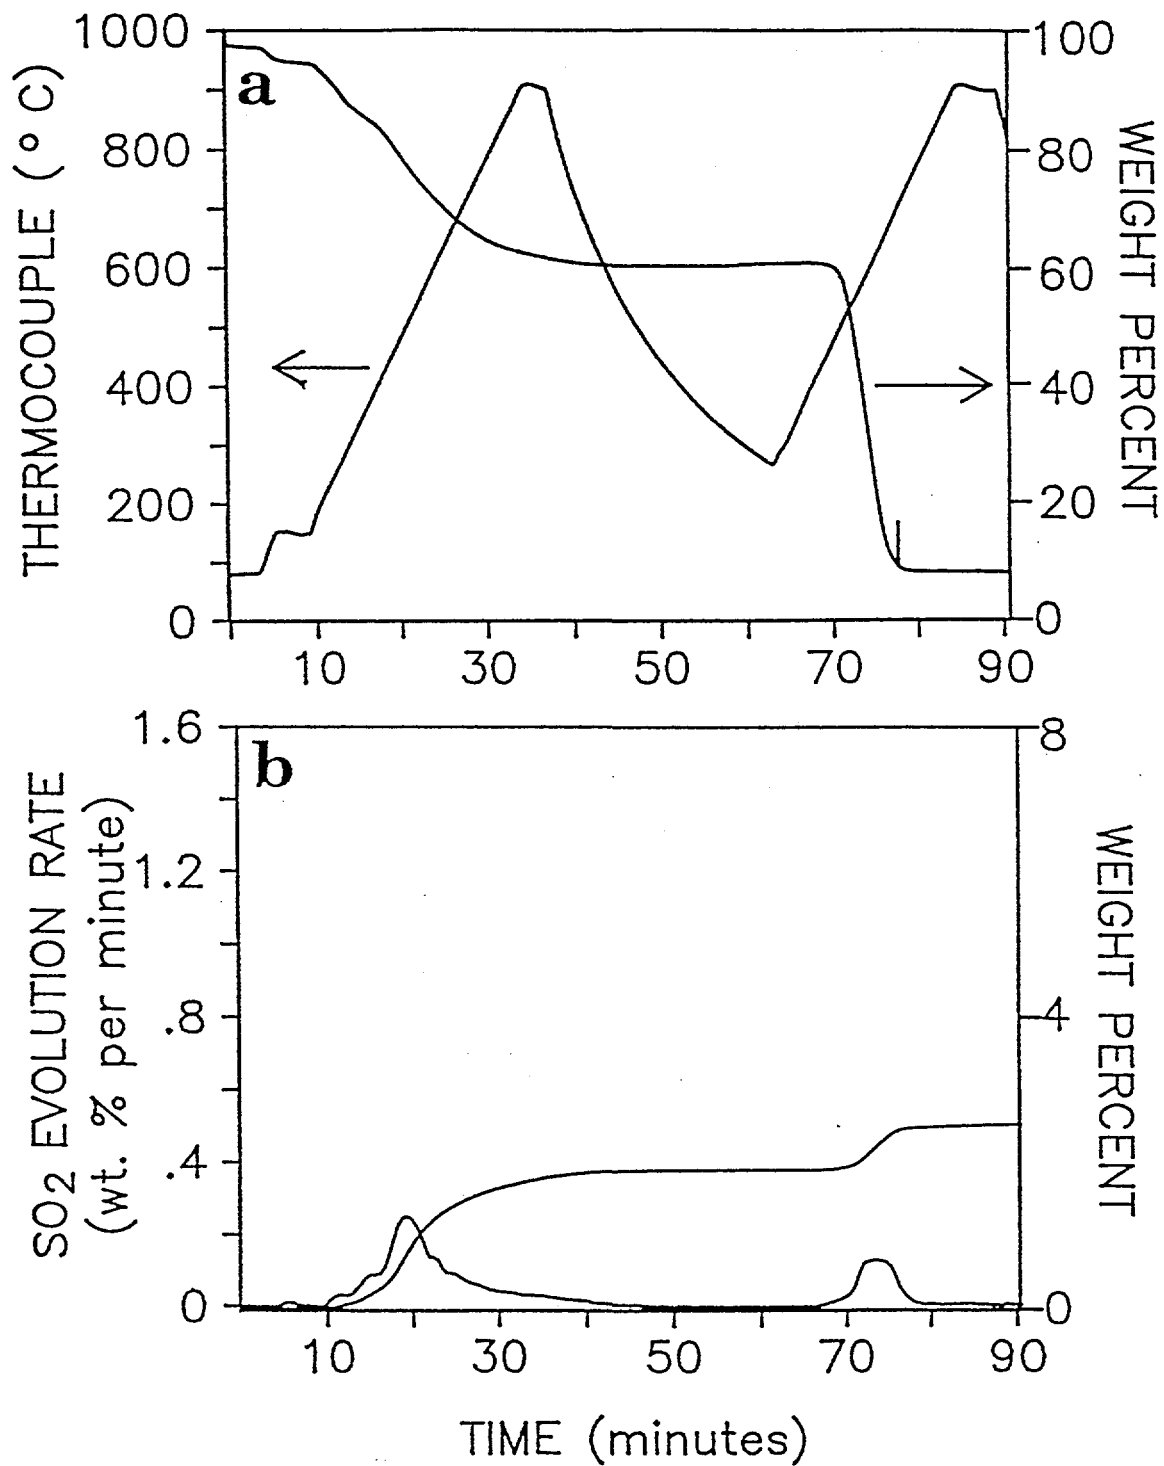 1000
800
600
400
200
0
THERMOCOUPLE (° C)
a
100
80
60
40
20
0
WEIGHT PERCENT
10 30 50 70 90
1.6
1.2
.8
.4
0
SO2 EVOLUTION RATE
(wt. % per minute)
b
8
4
0
WEIGHT PERCENT
10 30 50 70 90
TIME (minutes)